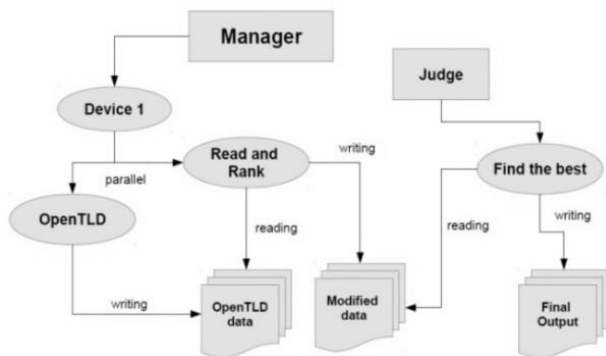 Manager
Judge
Device 1
Read and
Rank
writing
Find the best
parallel
OpenTLD
reading
reading
writing
writing
OpenTLD
data
Modified
data
Final
Output